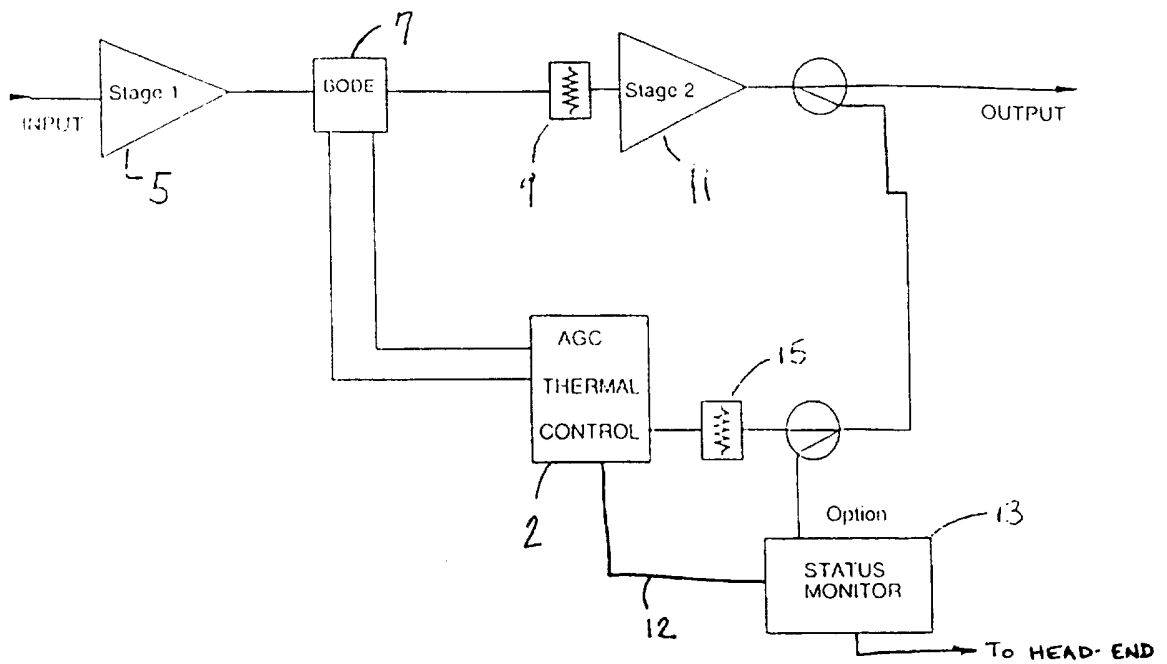 7
Stage 1
BODE
Stage 2
INPUT
OUTPUT
5
9
11
AGC
THERMAL
CONTROL
15
2
Option
13
STATUS
MONITOR
12
TO HEAD-END